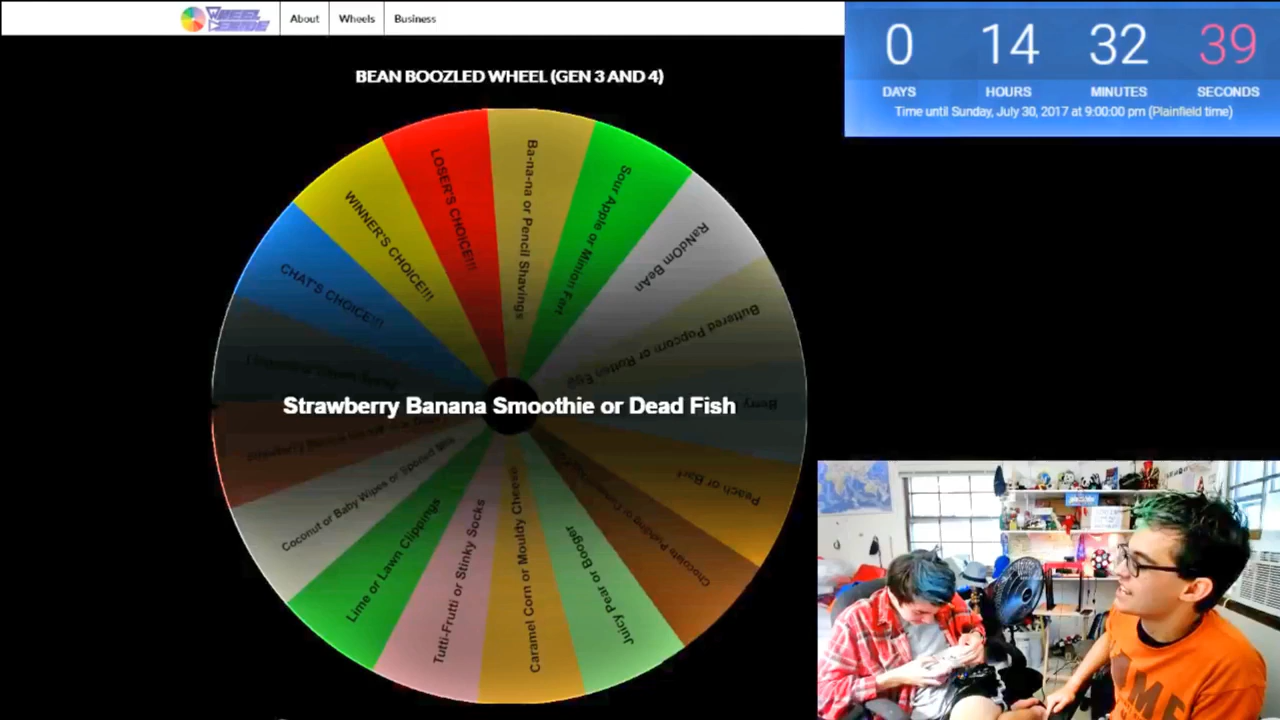 WHEEL DECIDE
About
Wheels
Business
0
14
32
39
DAYS
HOURS
MINUTES
SECONDS
Time until Sunday, July 30, 2017 at 9:00:00 pm (Plainfield time)
BEAN BOOZLED WHEEL (GEN 3 AND 4)
Ba-na-na or Pencil Shavings
Sour Apple or Minion Fart
RaNdOm BeAn
Buttered Popcorn or Rotten Egg
Berry
Peach or Barf
Chocolate Pudding or
Juicy Pear or Booger
Caramel Corn or Mouldy Cheese
Tutti-Frutti or Stinky Socks
Lime or Lawn Clippings
Coconut or Baby Wipes or Spoiled Milk
CHAT'S CHOICE!!!
WINNER'S CHOICE!!!
LOSER'S CHOICE!!!
Strawberry Banana Smoothie or Dead Fish